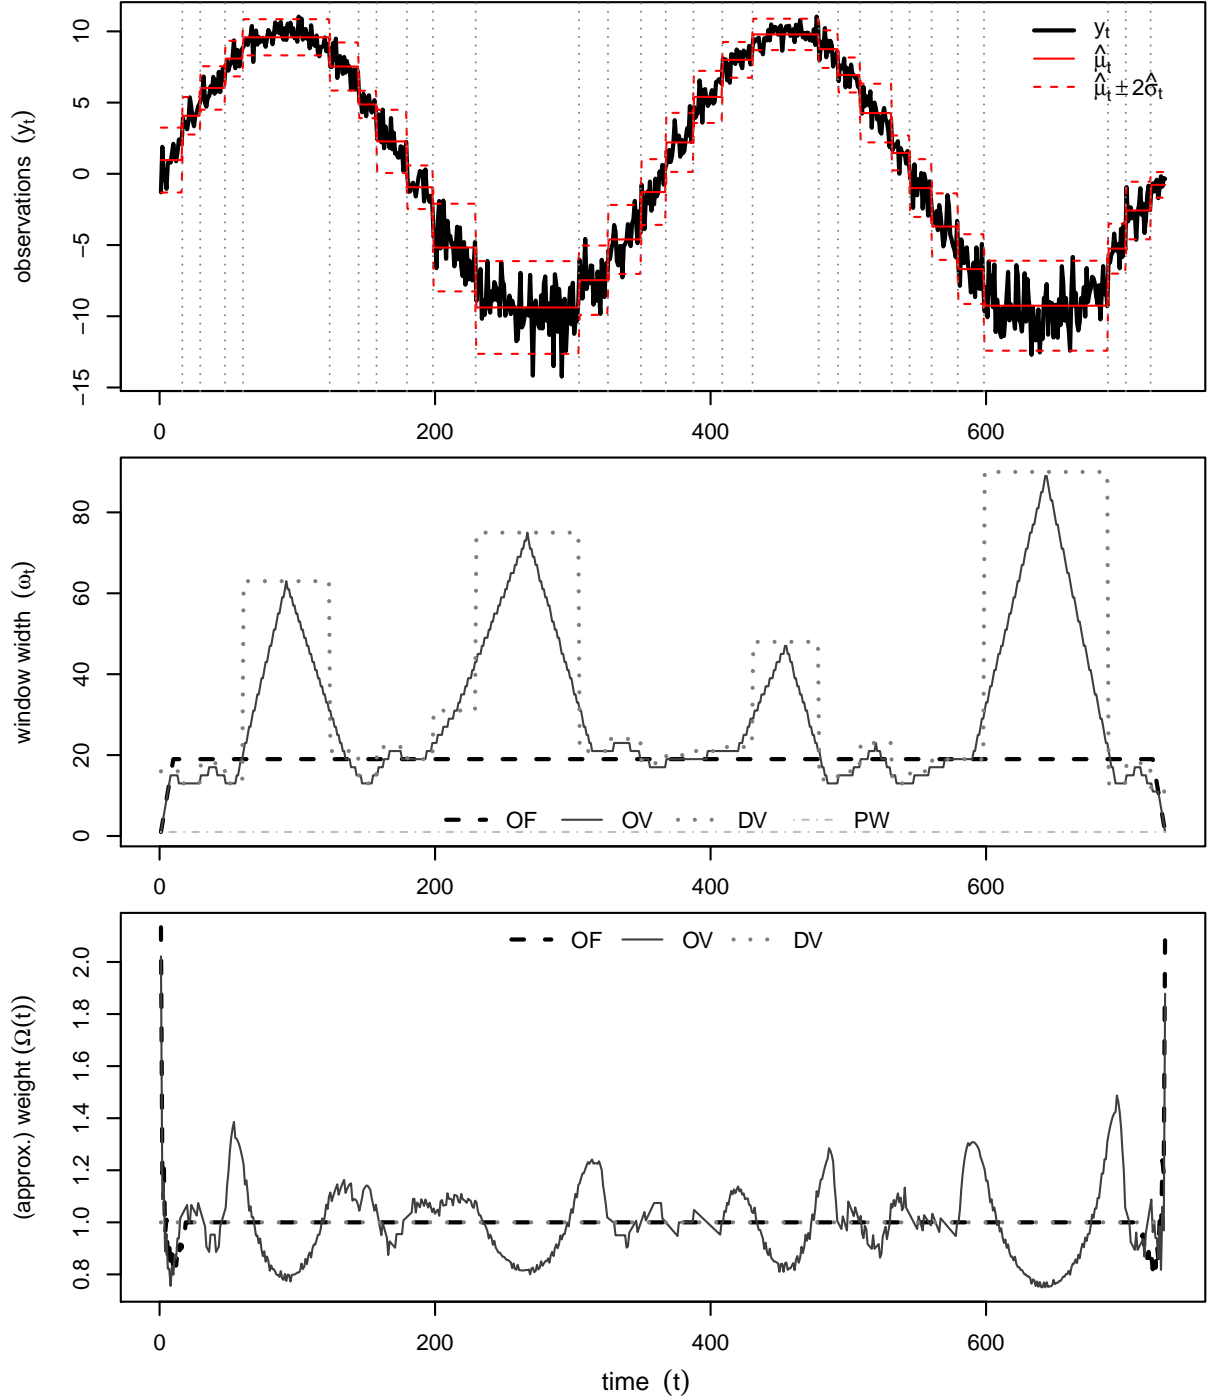 observations (yₜ)
10
5
0
−5
−10
−15
yₜ
μ̂ₜ
μ̂ₜ ± 2σ̂ₜ
0 200 400 600
window width (ωₜ)
80
60
40
20
0
OF OV DV PW
0 200 400 600
(approx.) weight (Ω(t))
2.0
1.8
1.6
1.4
1.2
1.0
0.8
OF OV DV
0 200 400 600
time (t)